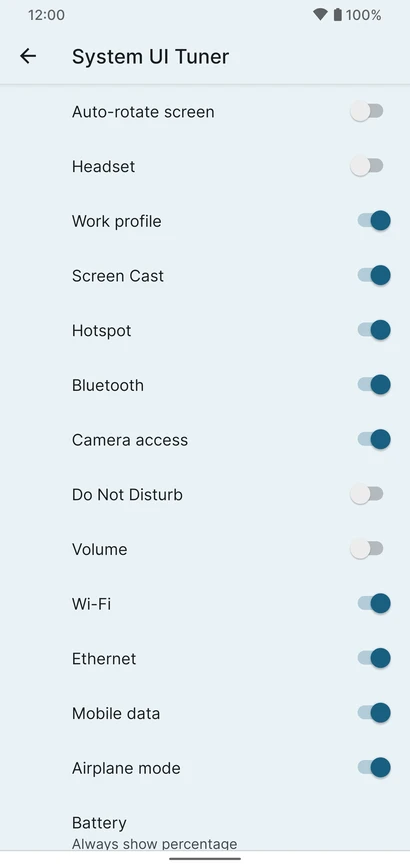 12:00 100%
System UI Tuner
Auto-rotate screen
Headset
Work profile
Screen Cast
Hotspot
Bluetooth
Camera access
Do Not Disturb
Volume
Wi-Fi
Ethernet
Mobile data
Airplane mode
Battery
Always show percentage